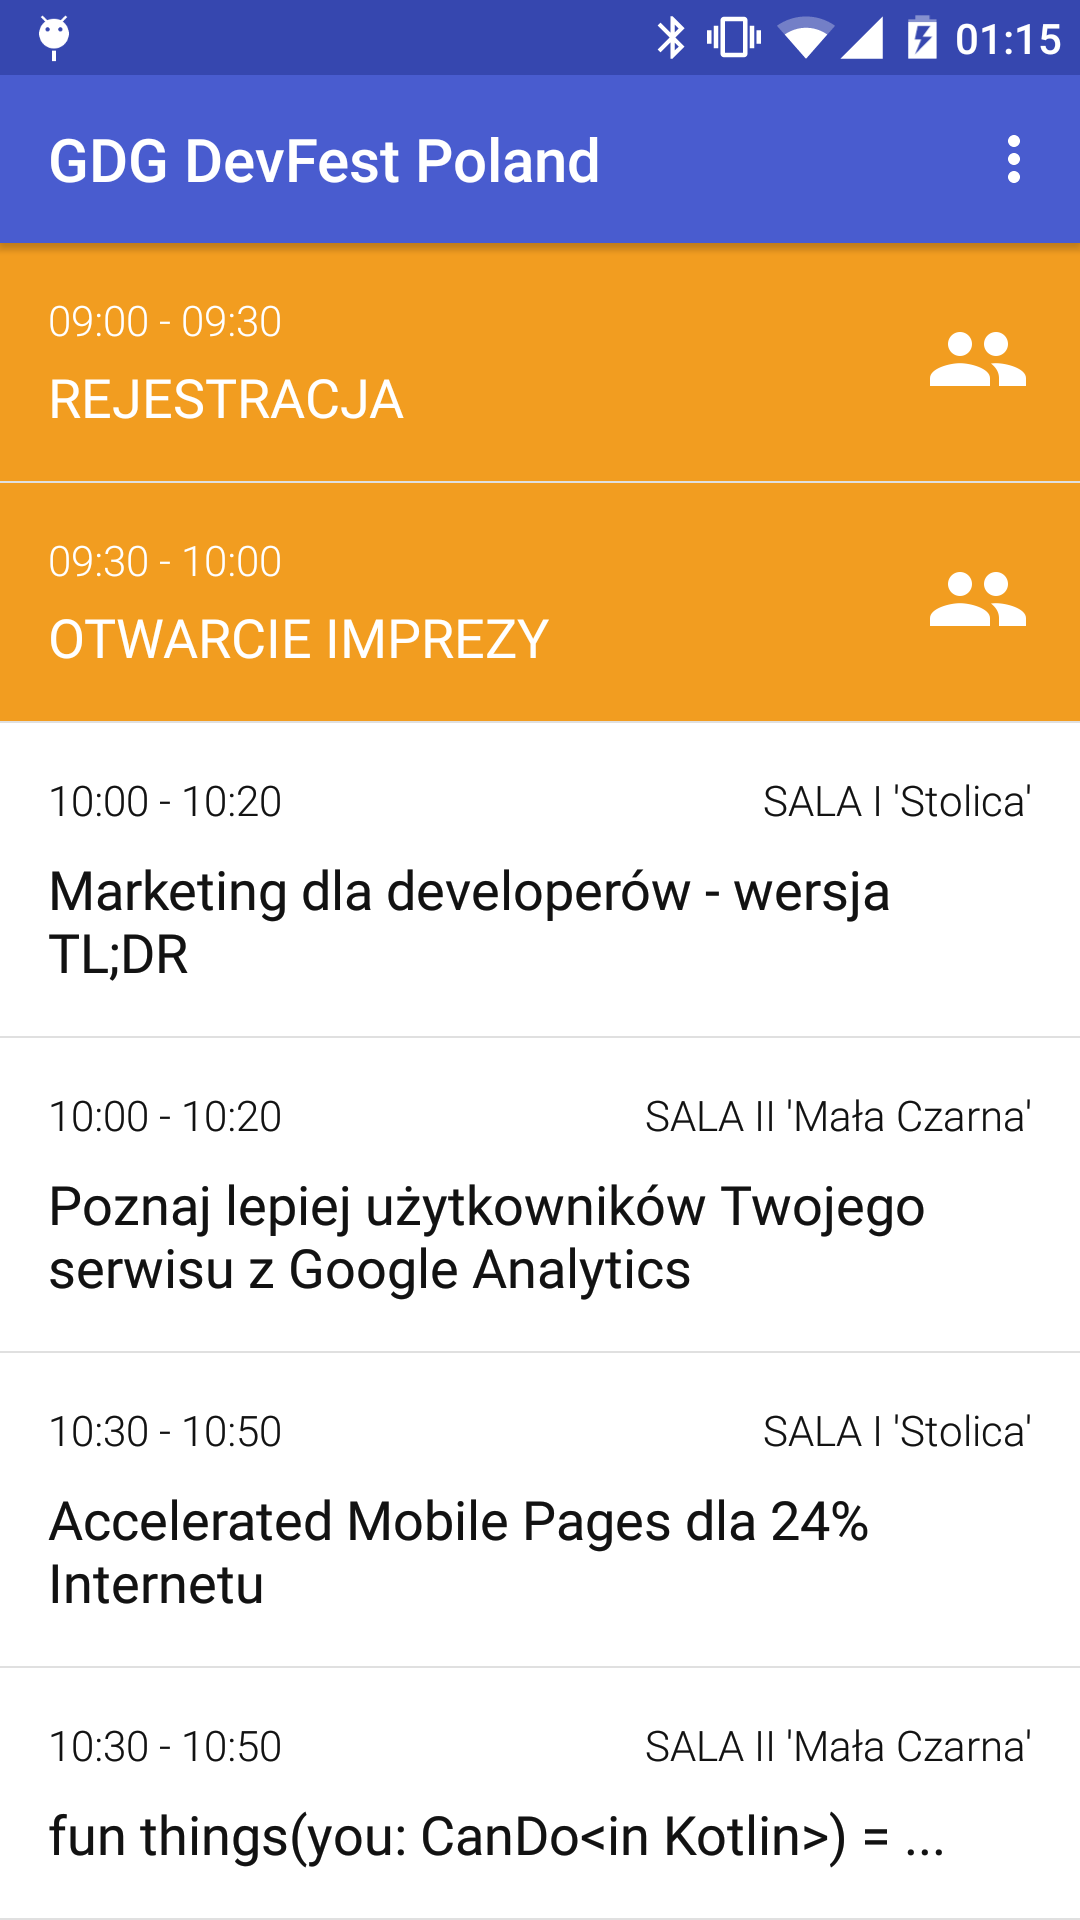 01:15
GDG DevFest Poland
09:00 - 09:30
REJESTRACJA
09:30 - 10:00
OTWARCIE IMPREZY
10:00 - 10:20 SALA I 'Stolica'
Marketing dla developerów - wersja
TL;DR
10:00 - 10:20 SALA II 'Mała Czarna'
Poznaj lepiej użytkowników Twojego
serwisu z Google Analytics
10:30 - 10:50 SALA I 'Stolica'
Accelerated Mobile Pages dla 24%
Internetu
10:30 - 10:50 SALA II 'Mała Czarna'
fun things(you: CanDo<in Kotlin>) = ...